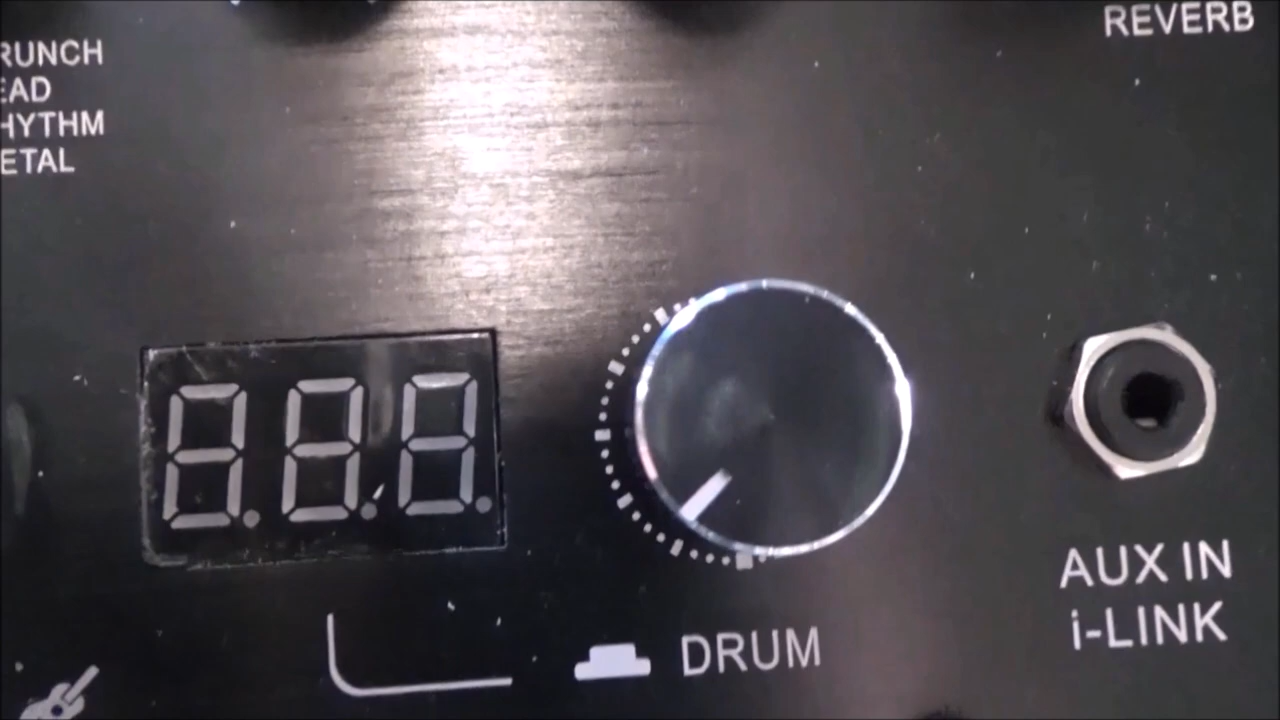 REVERB
RUNCH
EAD
HYTHM
ETAL
DRUM
AUX IN
i-LINK